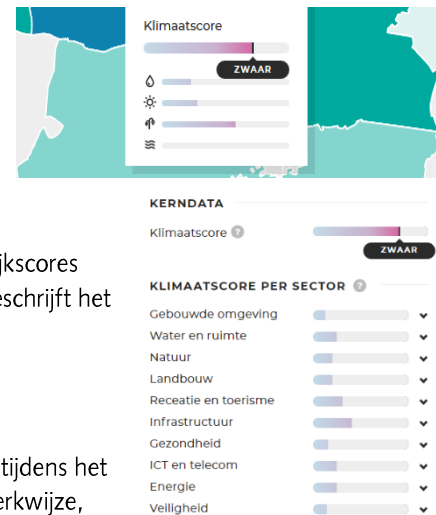 Klimaatscore
ZWAAR
KERNDATA
Klimaatscore ?
ZWAAR
KLIMAATSCORE PER SECTOR ?
Gebouwde omgeving
Water en ruimte
Natuur
Landbouw
Receatie en toerisme
Infrastructuur
Gezondheid
ICT en telecom
Energie
Veiligheid
jkscores
eschrijft het
tijdens het
erkwijze,